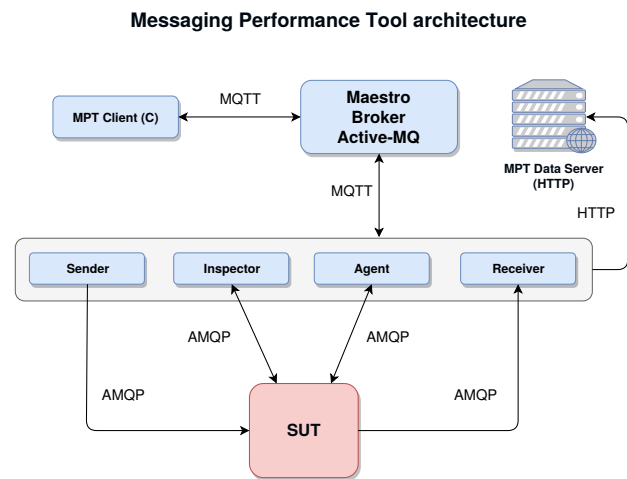 Messaging Performance Tool architecture
MPT Client (C)
MQTT
Maestro
Broker
Active-MQ
MPT Data Server
(HTTP)
MQTT
HTTP
Sender
Inspector
Agent
Receiver
AMQP
AMQP
AMQP
AMQP
SUT